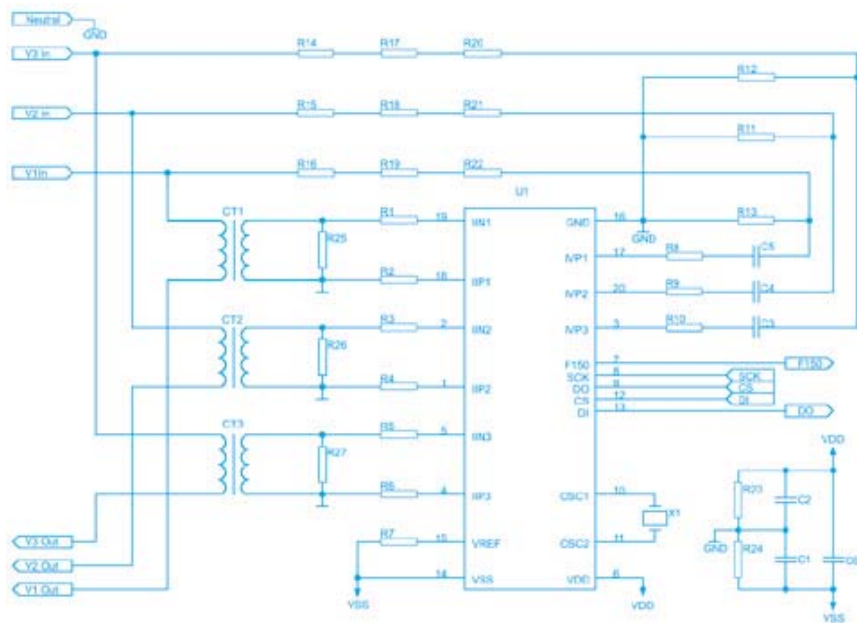 Neutral
GND
V3 In
R14 R17 R20
R12
V2 In
R15 R18 R21
R11
V1In
R16 R19 R22
U1
CT1
R1 19 IIN1
GND 16
R13
GND
R25
IVP1 17 R8 C5
R2 18 IIP1
IVP2 20 R9 C4
CT2
R3 2 IIN2
IVP3 3 R10 C3
R26
F150 7 F150
SCK SCK
R4 1 IIP2
DO CS
CS 12 DI
DI 13 DO
CT3
R5 5 IIN3
VDD
R27
R6 4 IIP3
OSC1 10
R23 C2
X1
R7 15 VREF
OSC2 11
GND
R24 C1
V3 Out
V2 Out
14 VSS
VDD 6
V1 Out
VSS
VDD
VSS